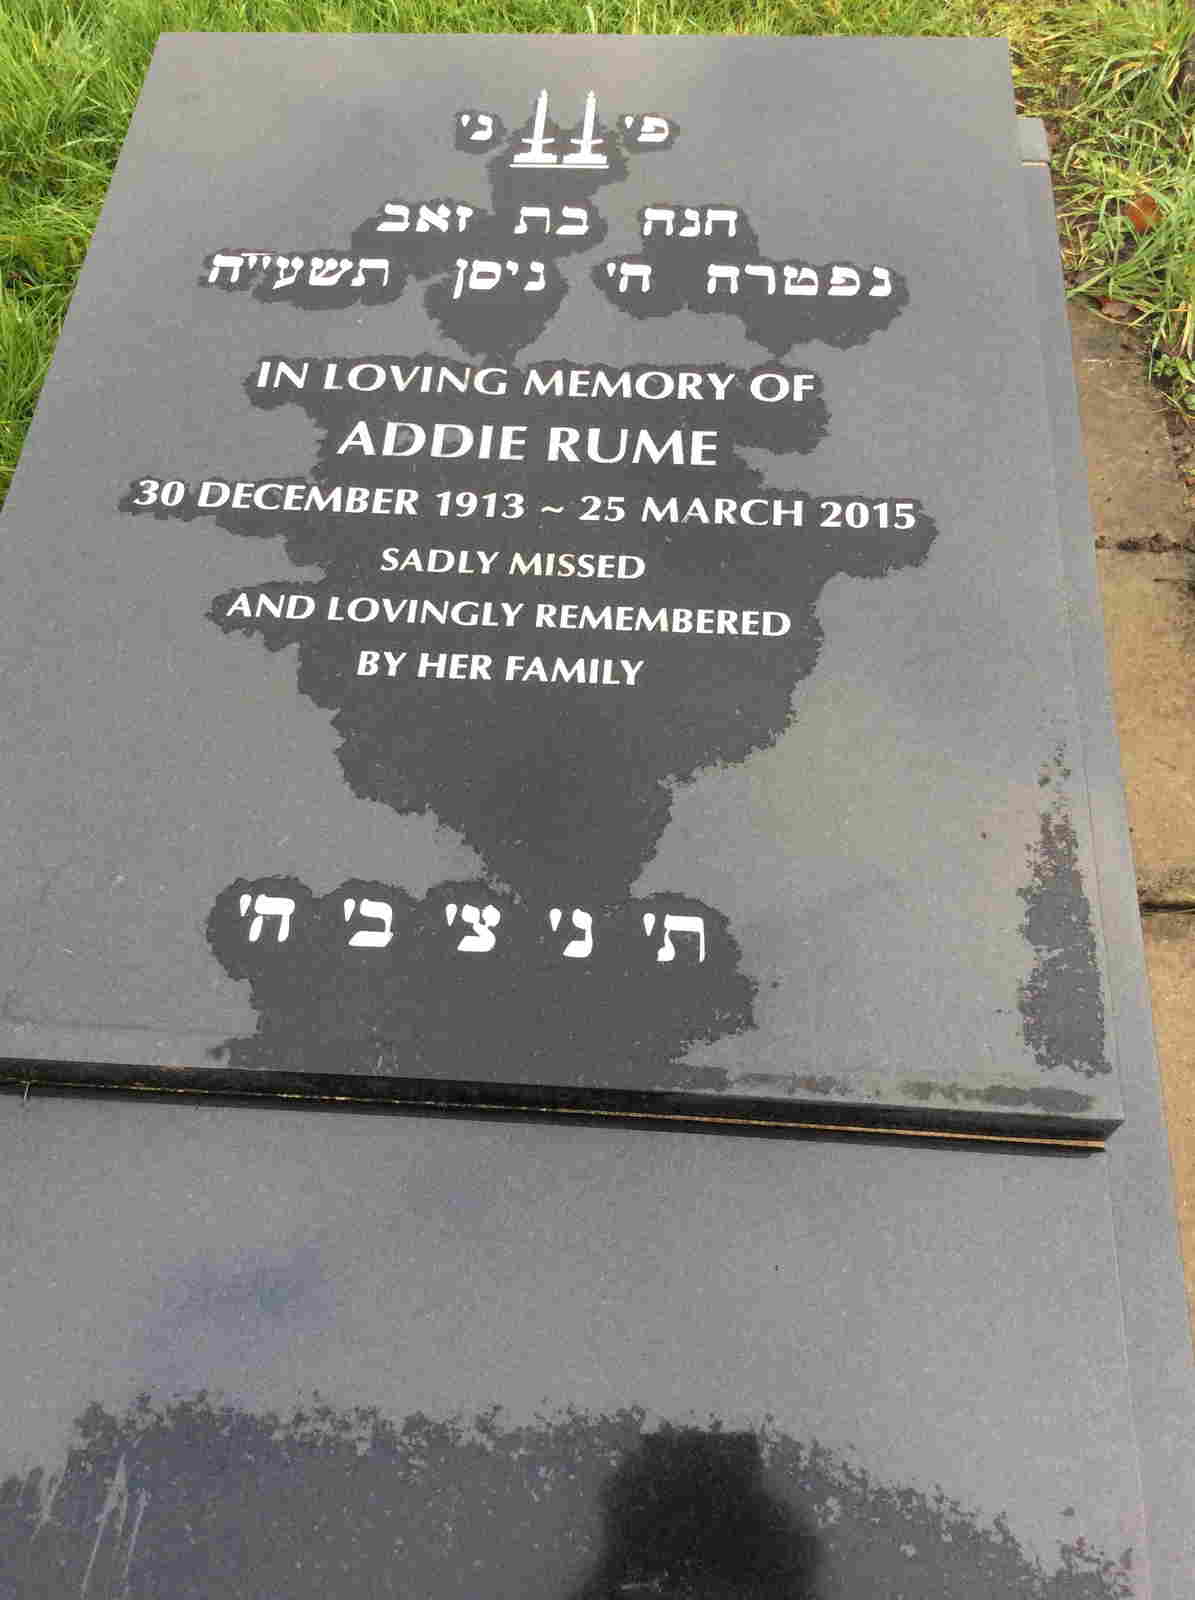 פ' נ'
חנה בת זאב
נפטרה ה' ניסן תשע"ה
IN LOVING MEMORY OF
ADDIE RUME
30 DECEMBER 1913 ~ 25 MARCH 2015
SADLY MISSED
AND LOVINGLY REMEMBERED
BY HER FAMILY
ת' נ' צ' ב' ה'